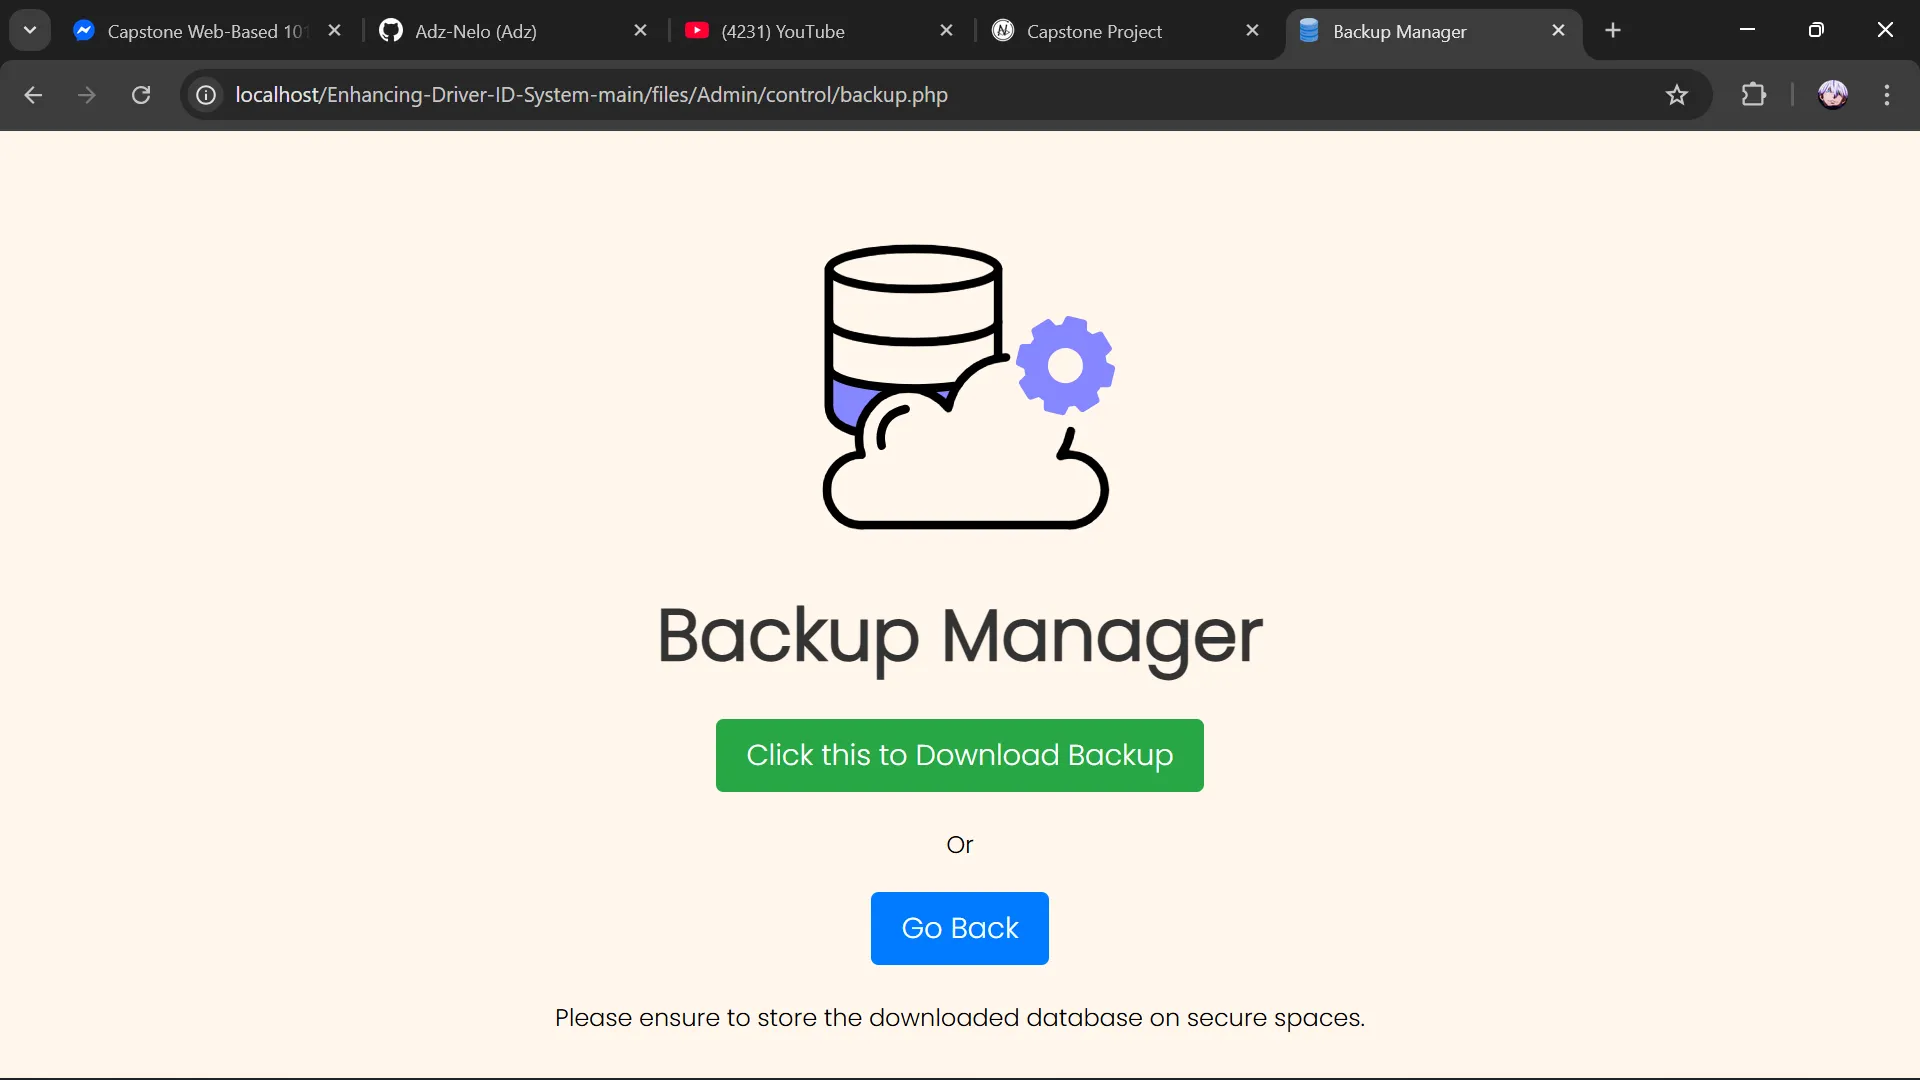 Capstone Web-Based 101
Adz-Nelo (Adz)
(4231) YouTube
Capstone Project
Backup Manager
localhost/Enhancing-Driver-ID-System-main/files/Admin/control/backup.php
Backup Manager
Click this to Download Backup
Or
Go Back
Please ensure to store the downloaded database on secure spaces.